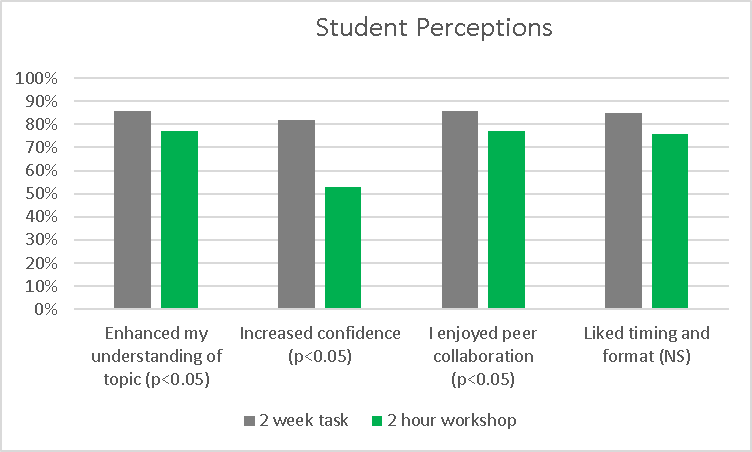 Student Perceptions
100%
90%
80%
70%
60%
50%
40%
30%
20%
10%
0%
Enhanced my
understanding of
topic (p<0.05)
Increased confidence
(p<0.05)
I enjoyed peer
collaboration
(p<0.05)
Liked timing and
format (NS)
2 week task
2 hour workshop